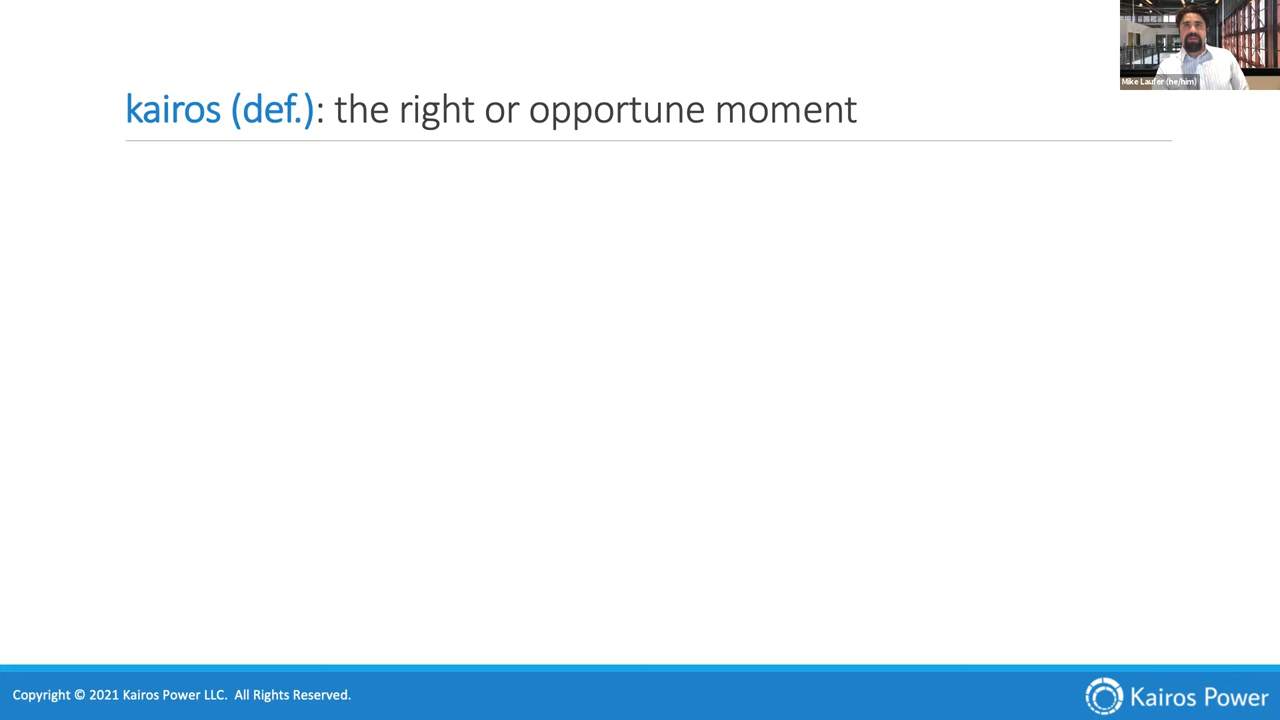 Mike Laufer (he/him)
kairos (def.): the right or opportune moment
Copyright © 2021 Kairos Power LLC. All Rights Reserved.
Kairos Power